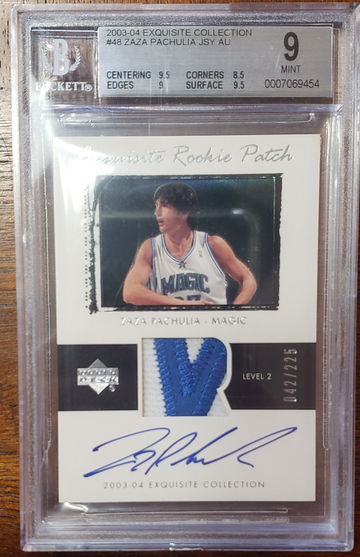 2003-04 EXQUISITE COLLECTION
#48 ZAZA PACHULIA JSY AU
CENTERING 9.5 CORNERS 8.5
EDGES 9 SURFACE 9.5
9
MINT
0007069454
BECKETT
Exquisite Rookie Patch
MAGIC
ZAZA PACHULIA - MAGIC
UPPER DECK
LEVEL 2
042/225
2003-04 EXQUISITE COLLECTION